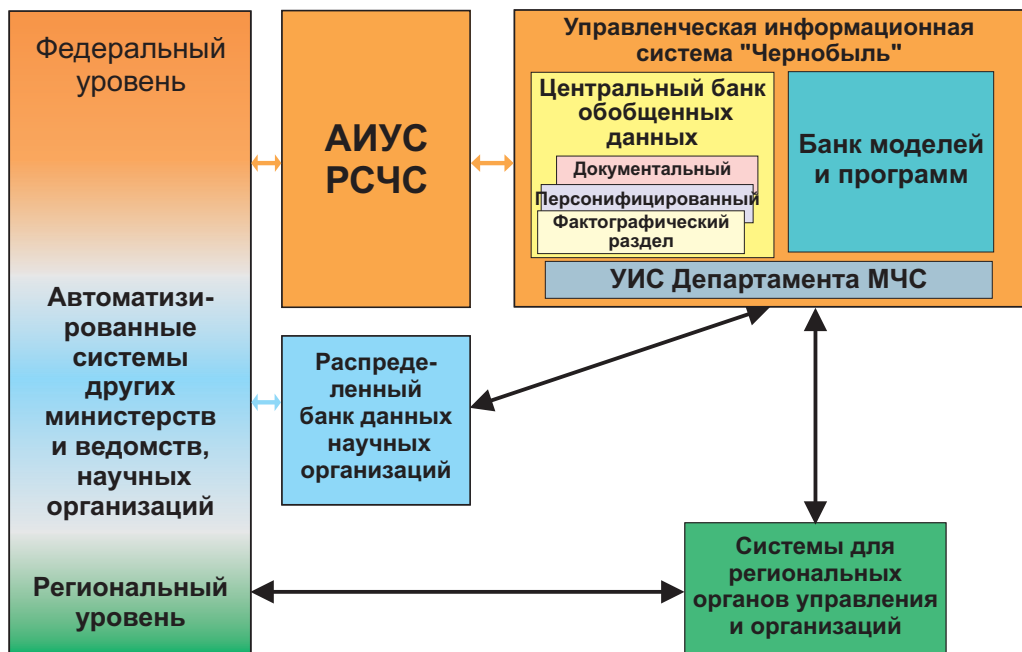 Федеральный
уровень
Автоматизи-
рованные
системы
других
министерств
и ведомств,
научных
организаций
Региональный
уровень
АИУС
РСЧС
Распреде-
ленный
банк данных
научных
организаций
Управленческая информационная
система "Чернобыль"
Центральный банк
обобщенных
данных
Документальный
Персонифицированный
Фактографический
раздел
Банк моделей
и программ
УИС Департамента МЧС
Системы для
региональных
органов управления
и организаций